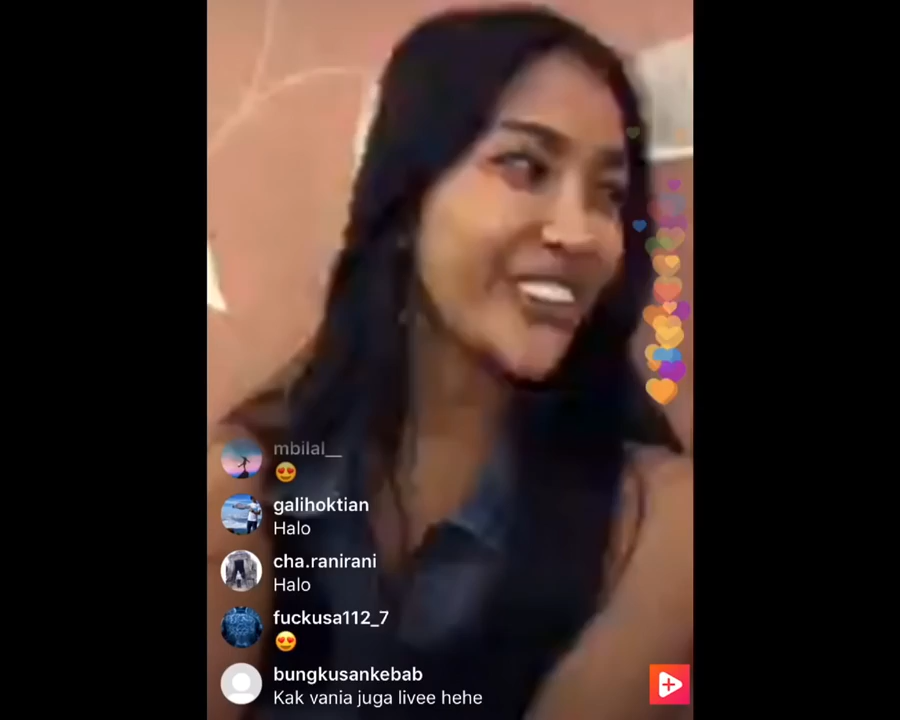 mbilal__
😍
galihoktian
Halo
cha.ranirani
Halo
fuckusa112_7
😍
bungkusankebab
Kak vania juga livee hehe